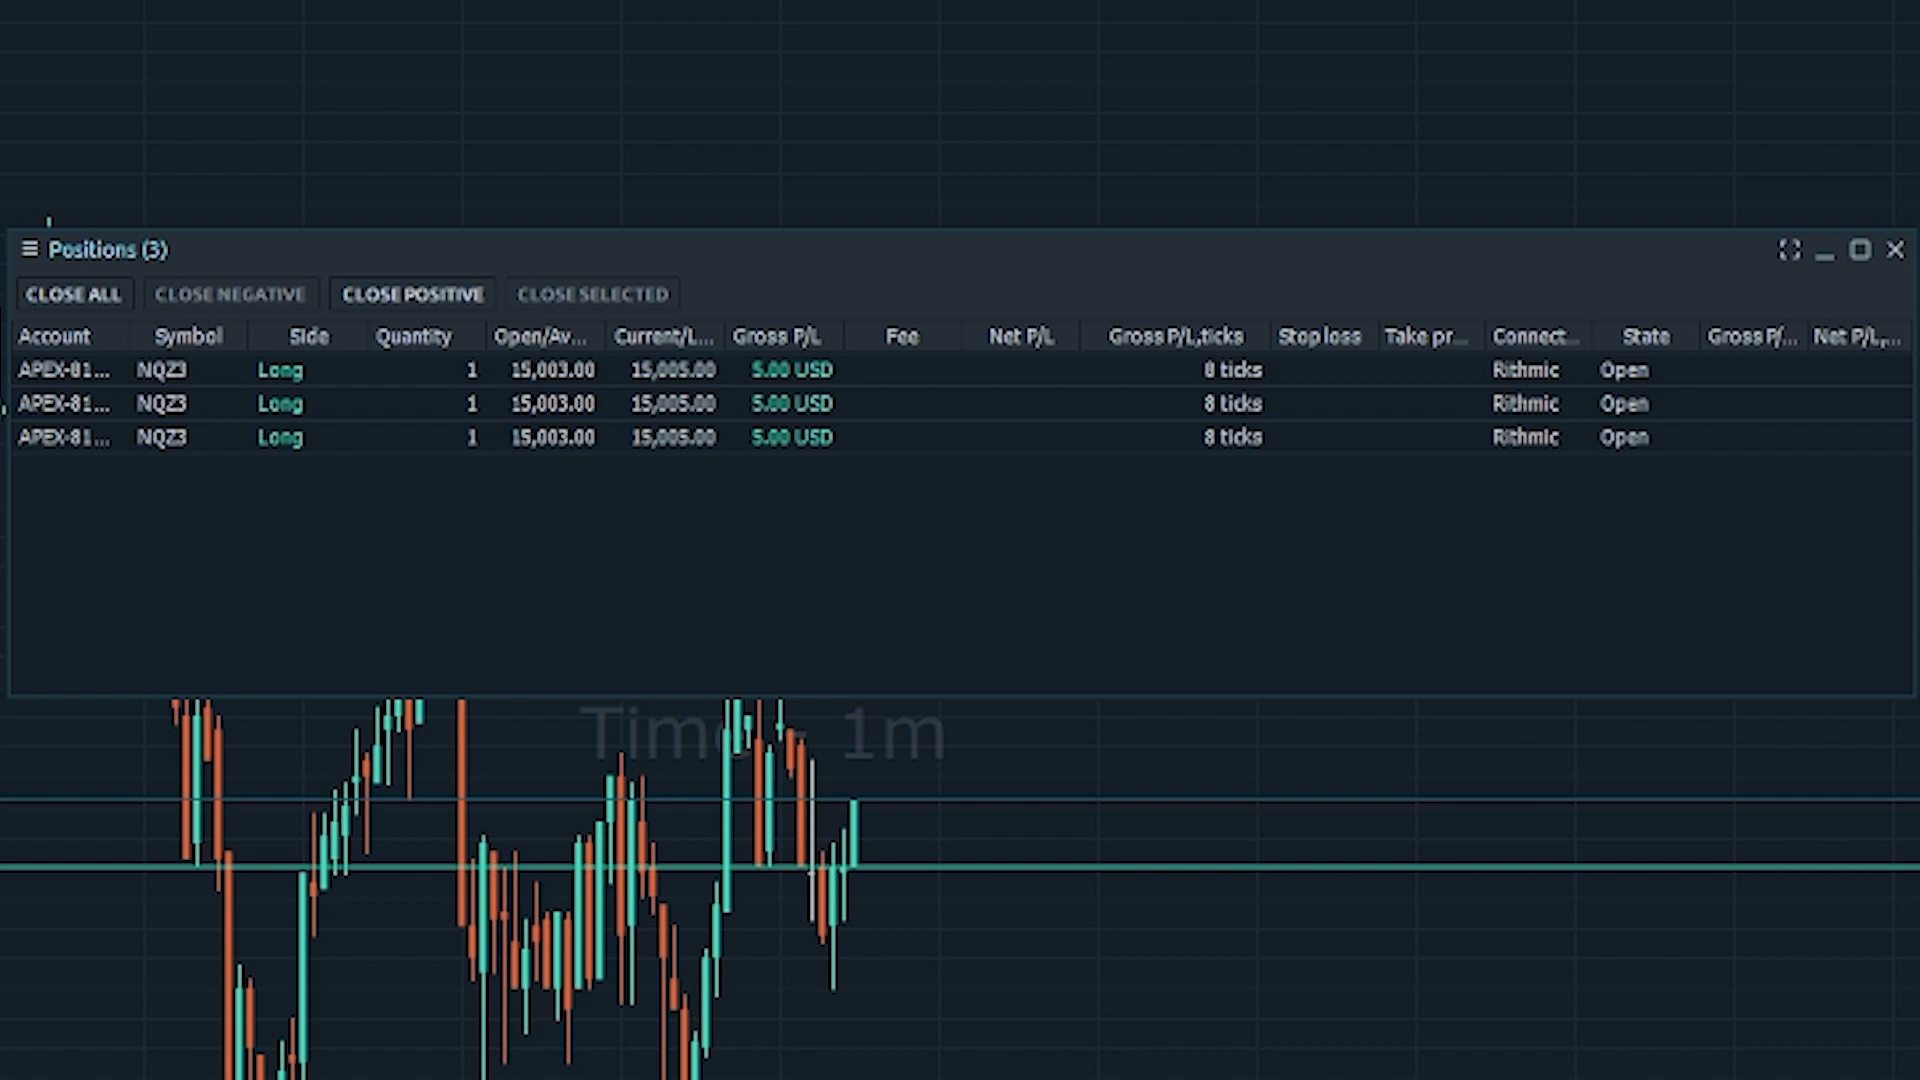 Positions (3)
CLOSE ALL CLOSE NEGATIVE CLOSE POSITIVE CLOSE SELECTED
Account Symbol Side Quantity Open/Av... Current/L... Gross P/L Fee Net P/L Gross P/L,ticks Stop loss Take pr... Connect... State Gross P/... Net P/L,...
APEX-81... NQZ3 Long 1 15,003.00 15,005.00 5.00 USD 8 ticks Rithmic Open
APEX-81... NQZ3 Long 1 15,003.00 15,005.00 5.00 USD 8 ticks Rithmic Open
APEX-81... NQZ3 Long 1 15,003.00 15,005.00 5.00 USD 8 ticks Rithmic Open
Time - 1m